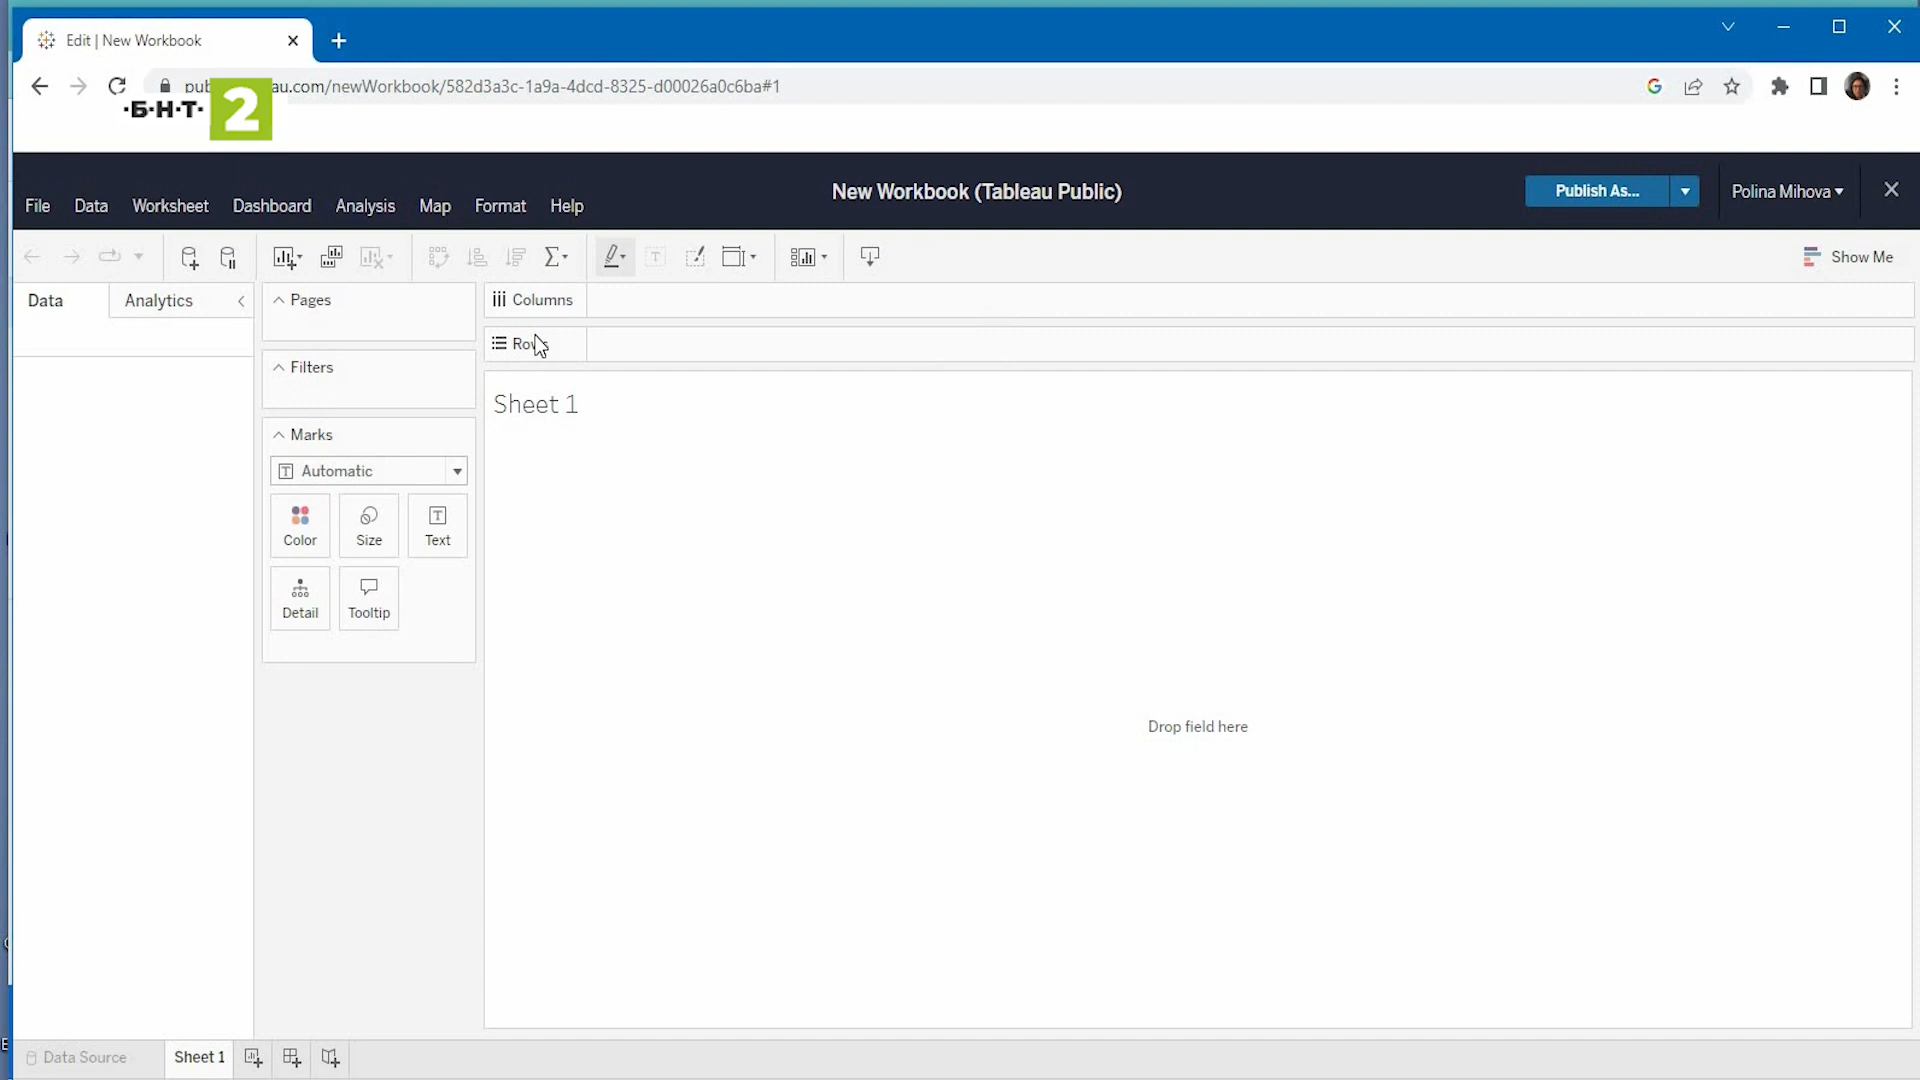 Edit | New Workbook
pub au.com/newWorkbook/582d3a3c-1a9a-4dcd-8325-d00026a0c6ba#1
·Б·Н·Т· 2
New Workbook (Tableau Public)
Publish As...
Polina Mihova
File Data Worksheet Dashboard Analysis Map Format Help
Show Me
Data Analytics
Pages
Columns
Rows
Filters
Sheet 1
Marks
Automatic
Color Size Text
Detail Tooltip
Drop field here
Data Source Sheet 1